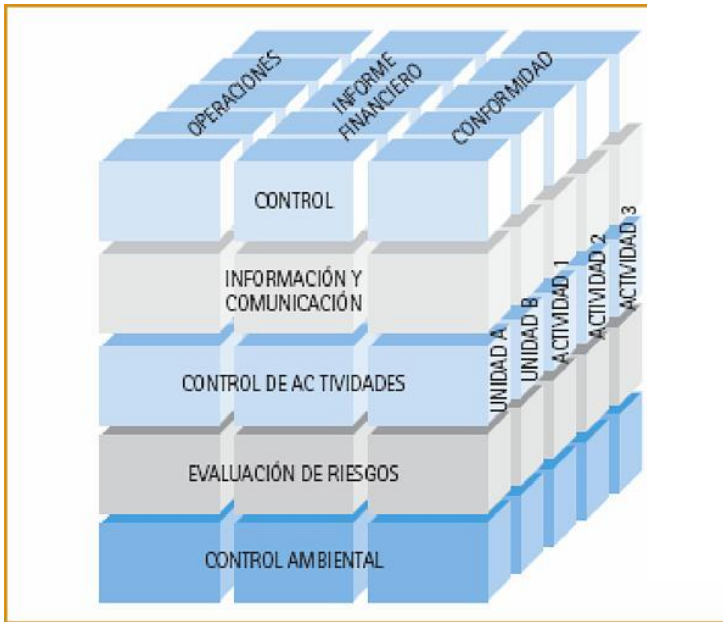 OPERACIONES
INFORME
FINANCIERO
CONFORMIDAD
CONTROL
INFORMACIÓN Y
COMUNICACIÓN
CONTROL DE AC TIVIDADES
EVALUACIÓN DE RIESGOS
CONTROL AMBIENTAL
UNIDAD A
UNIDAD B
ACTIVIDAD 1
ACTIVIDAD 2
ACTIVIDAD 3